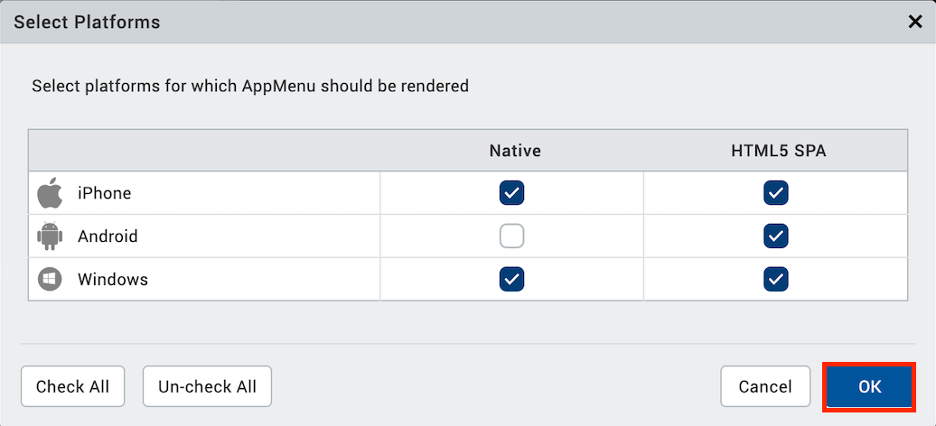 Select Platforms
Select platforms for which AppMenu should be rendered
Native HTML5 SPA
iPhone
Android
Windows
Check All Un-check All Cancel OK